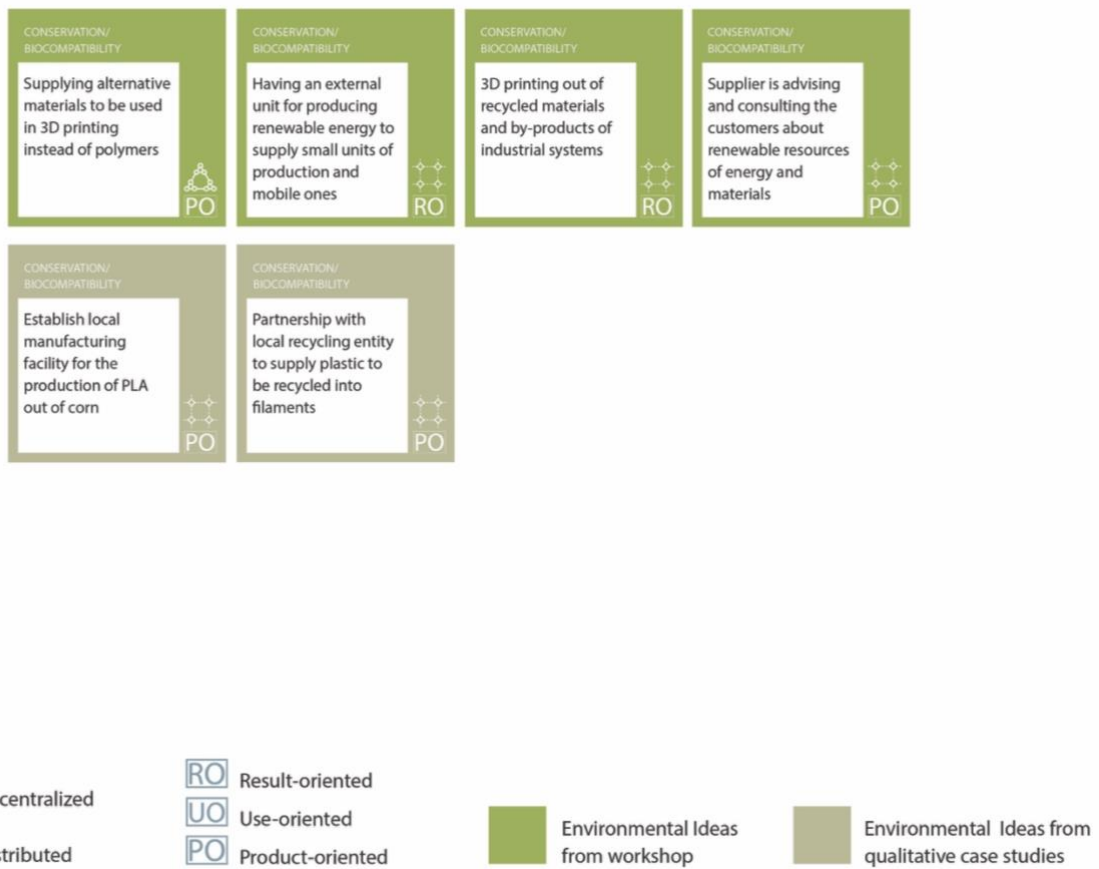 CONSERVATION/
BIOCOMPATIBILITY
Supplying alternative
materials to be used
in 3D printing
instead of polymers
PO
CONSERVATION/
BIOCOMPATIBILITY
Having an external
unit for producing
renewable energy to
supply small units of
production and
mobile ones
RO
CONSERVATION/
BIOCOMPATIBILITY
3D printing out of
recycled materials
and by-products of
industrial systems
RO
CONSERVATION/
BIOCOMPATIBILITY
Supplier is advising
and consulting the
customers about
renewable resources
of energy and
materials
PO
CONSERVATION/
BIOCOMPATIBILITY
Establish local
manufacturing
facility for the
production of PLA
out of corn
PO
CONSERVATION/
BIOCOMPATIBILITY
Partnership with
local recycling entity
to supply plastic to
be recycled into
filaments
PO
centralized
stributed
RO Result-oriented
UO Use-oriented
PO Product-oriented
Environmental Ideas
from workshop
Environmental Ideas from
qualitative case studies